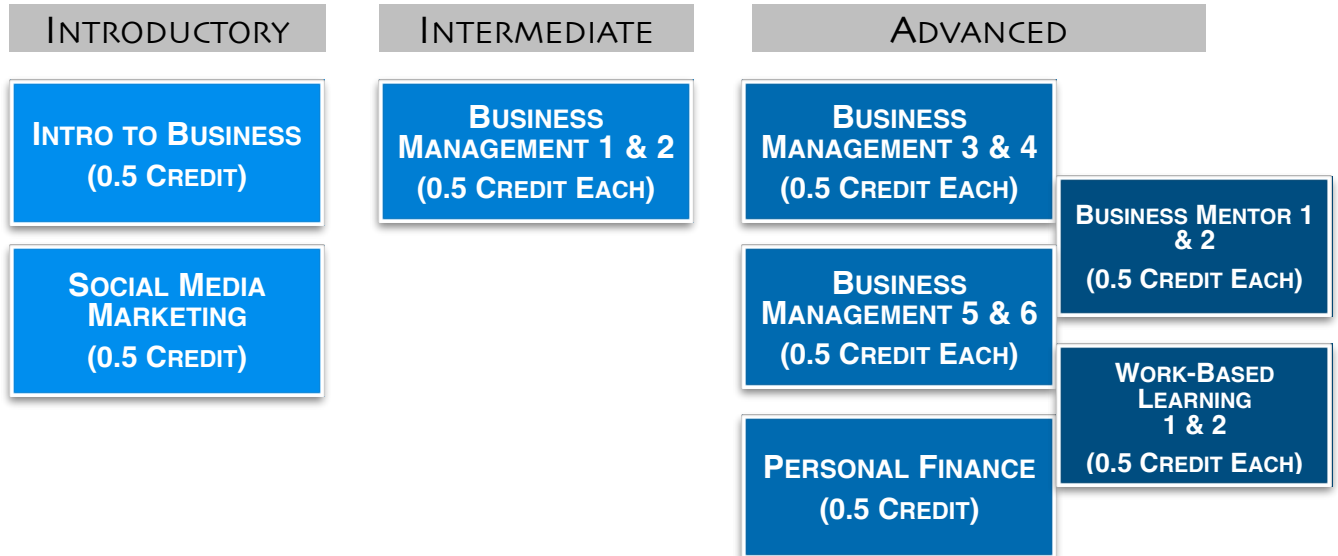 Introductory
Intro to Business
(0.5 Credit)
Social Media
Marketing
(0.5 Credit)
Intermediate
Business
Management 1 & 2
(0.5 Credit Each)
Advanced
Business
Management 3 & 4
(0.5 Credit Each)
Business
Management 5 & 6
(0.5 Credit Each)
Personal Finance
(0.5 Credit)
Business Mentor 1
& 2
(0.5 Credit Each)
Work-Based
Learning
1 & 2
(0.5 Credit Each)